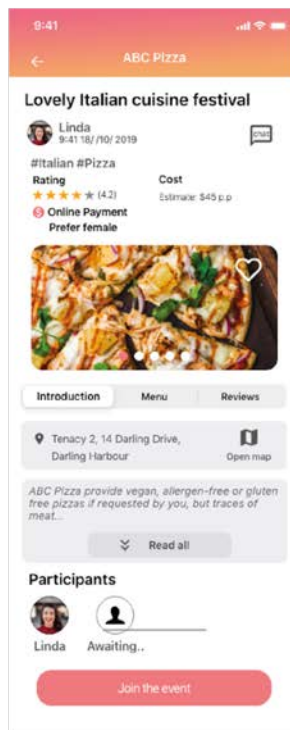 9:41
ABC Pizza
Lovely Italian cuisine festival
Linda
9:41 18/ /10/ 2019
chat
#Italian #Pizza
Rating
Cost
(4.2)
Estimate: $45 p.p
$ Online Payment
Prefer female
Introduction
Menu
Reviews
Tenacy 2, 14 Darling Drive,
Darling Harbour
Open map
ABC Pizza provide vegan, allergen-free or gluten
free pizzas if requested by you, but traces of
meat...
Read all
Participants
Linda
Awaiting..
Join the event